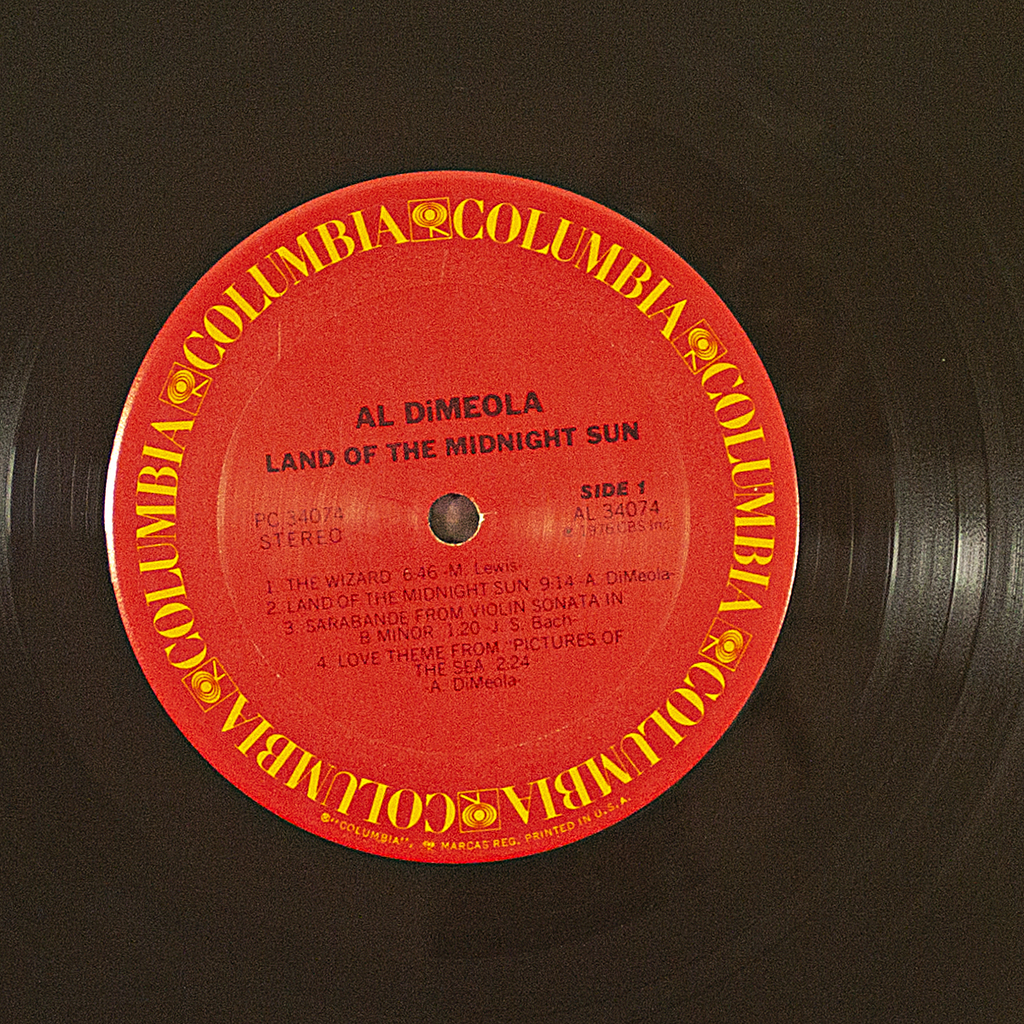 COLUMBIA COLUMBIA COLUMBIA COLUMBIA COLUMBIA COLUMBIA
AL DiMEOLA
LAND OF THE MIDNIGHT SUN
SIDE 1
PC 34074
AL 34074
STEREO
℗ 1976 CBS Inc.
1. THE WIZARD 6:46 -M. Lewis-
2. LAND OF THE MIDNIGHT SUN 9:14 -A. DiMeola-
3. SARABANDE FROM VIOLIN SONATA IN
B MINOR 1:20 -J. S. Bach-
4. LOVE THEME FROM "PICTURES OF
THE SEA" 2:24
-A. DiMeola-
®"COLUMBIA", MARCAS REG. PRINTED IN U.S.A.